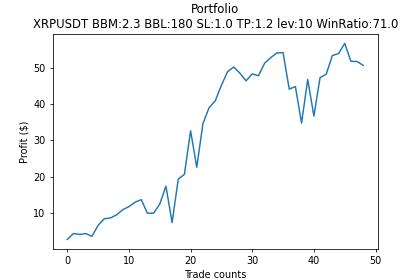 Portfolio
XRPUSDT BBM:2.3 BBL:180 SL:1.0 TP:1.2 lev:10 WinRatio:71.0
50
40
30
20
10
Profit ($)
0 10 20 30 40 50
Trade counts